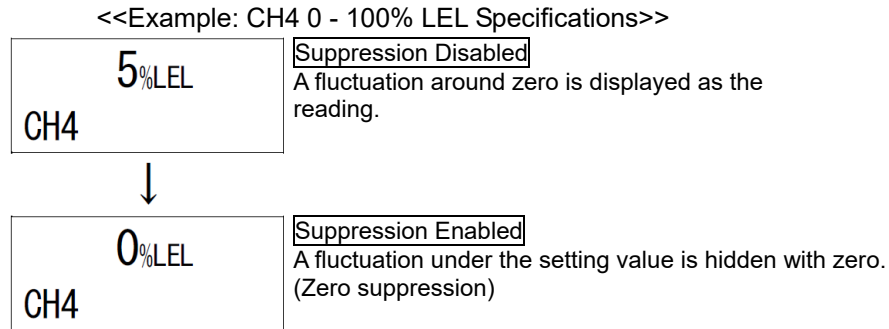 <<Example: CH4 0 - 100% LEL Specifications>>
5%LEL
CH4
Suppression Disabled
A fluctuation around zero is displayed as the
reading.
↓
0%LEL
CH4
Suppression Enabled
A fluctuation under the setting value is hidden with zero.
(Zero suppression)